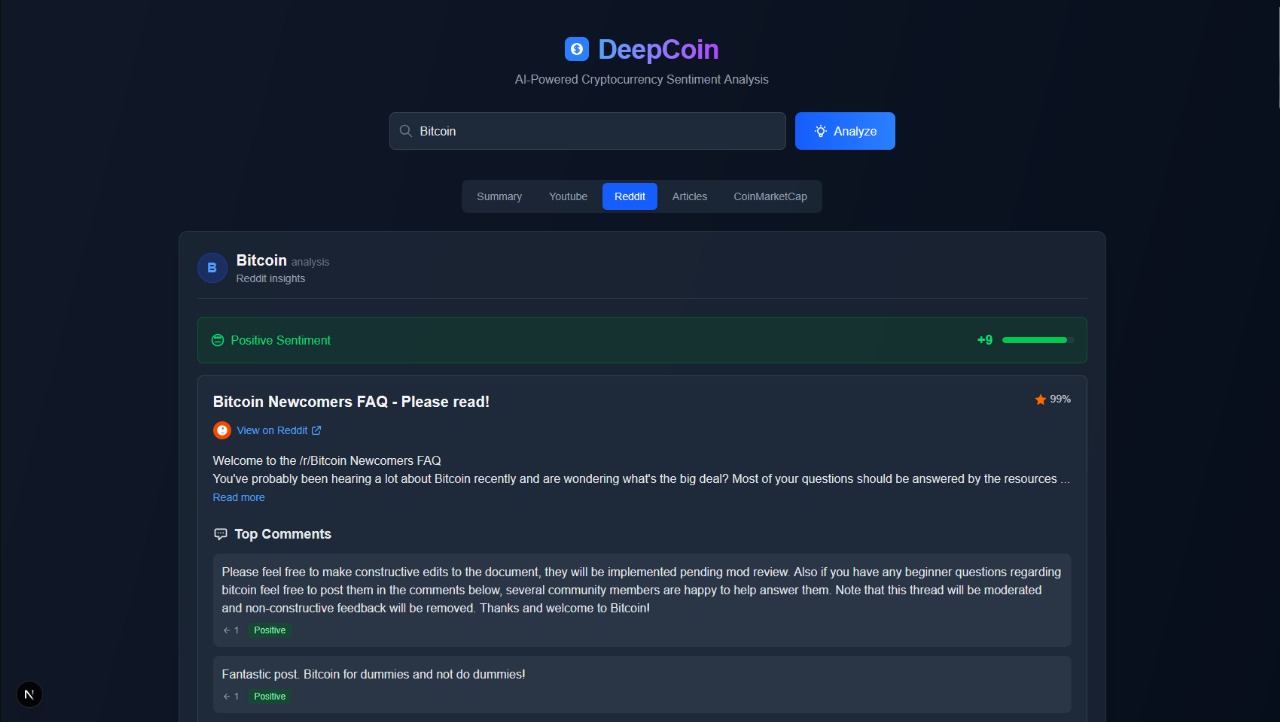 DeepCoin
AI-Powered Cryptocurrency Sentiment Analysis
Bitcoin
Analyze
Summary Youtube Reddit Articles CoinMarketCap
B
Bitcoin analysis
Reddit insights
Positive Sentiment
+9
Bitcoin Newcomers FAQ - Please read!
99%
View on Reddit
Welcome to the /r/Bitcoin Newcomers FAQ
You've probably been hearing a lot about Bitcoin recently and are wondering what's the big deal? Most of your questions should be answered by the resources ...
Read more
Top Comments
Please feel free to make constructive edits to the document, they will be implemented pending mod review. Also if you have any beginner questions regarding
bitcoin feel free to post them in the comments below, several community members are happy to help answer them. Note that this thread will be moderated
and non-constructive feedback will be removed. Thanks and welcome to Bitcoin!
1 Positive
Fantastic post. Bitcoin for dummies and not do dummies!
1 Positive
N